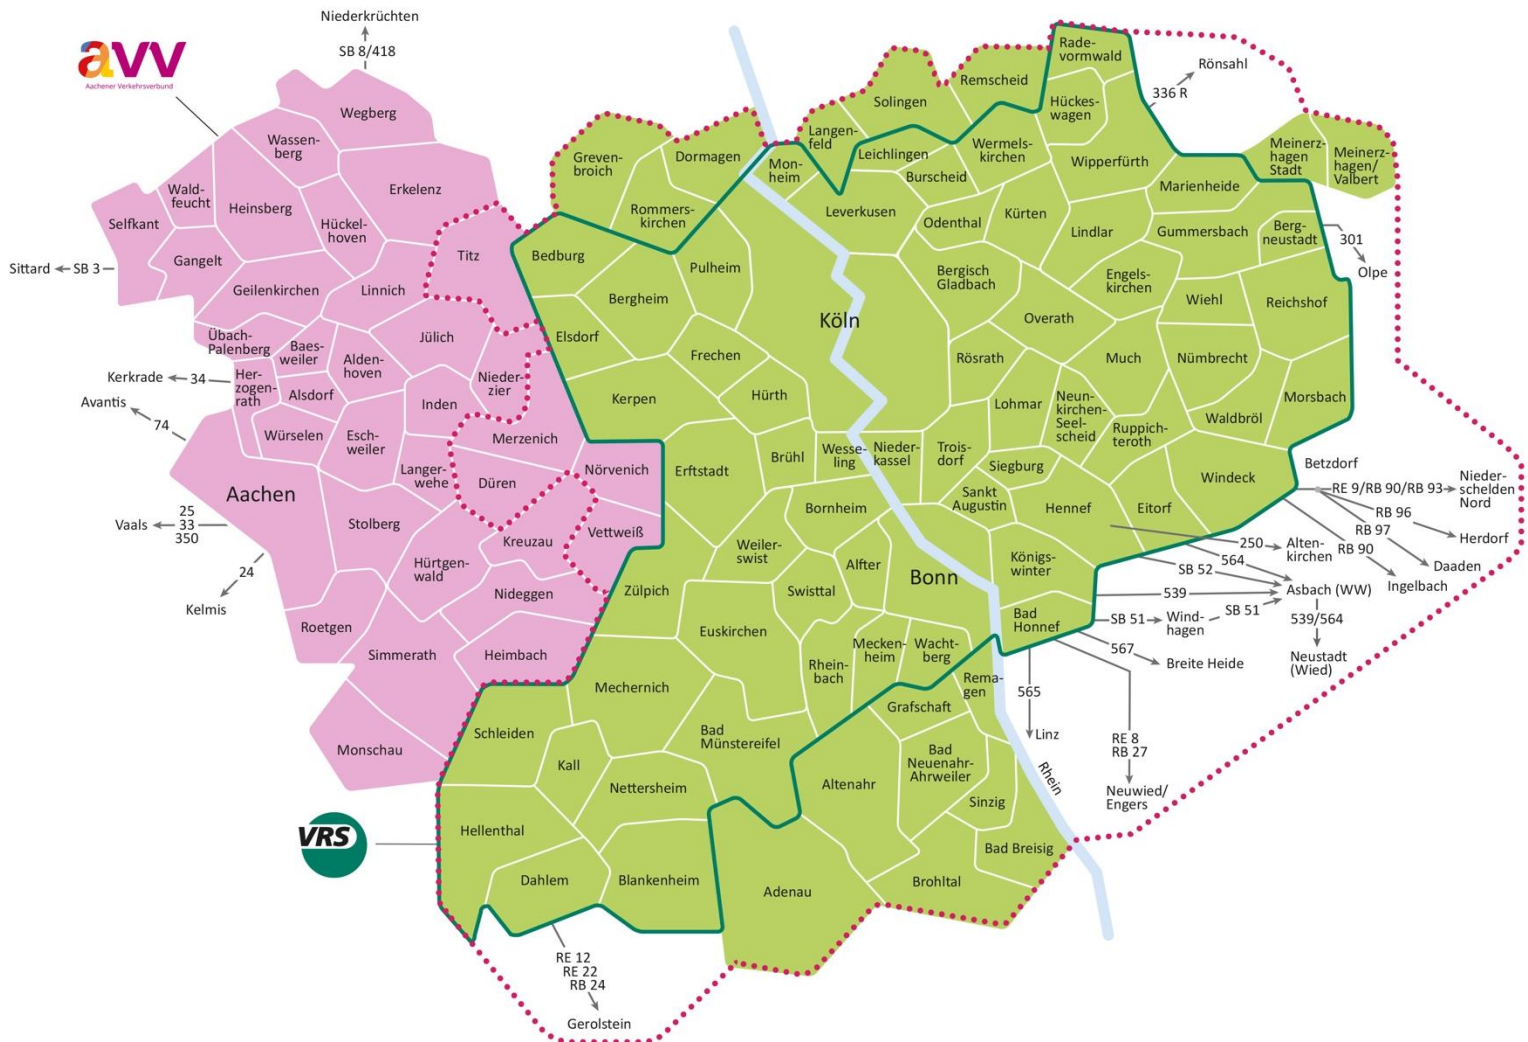 Niederkrüchten
SB 8/418
avv
Aachener Verkehrsverbund
Wegberg
Wassen-
berg
Wald-
feucht
Erkelenz
Selfkant
Heinsberg
Hückel-
hoven
Gangelt
Sittard
SB 3
Geilenkirchen
Linnich
Titz
Übach-
Palenberg
Baes-
weiler
Jülich
Alden-
hoven
Kerkrade
34
Her-
zogen-
rath
Alsdorf
Nieder-
zier
Avantis
74
Inden
Würselen
Esch-
weiler
Merzenich
Langer-
wehe
Düren
Nörvenich
Aachen
Stolberg
Vaals
25
33
350
Kreuzau
Vettweiß
24
Kelmis
Hürtgen-
wald
Nideggen
Roetgen
Simmerath
Heimbach
Monschau
Rade-
vormwald
Rönsahl
336 R
Remscheid
Solingen
Hückes-
wagen
Langen-
feld
Leichlingen
Wermels-
kirchen
Wipperfürth
Meinerz-
hagen
Stadt
Meinerz-
hagen/
Valbert
Greven-
broich
Dormagen
Mon-
heim
Burscheid
Marienheide
Rommers-
kirchen
Leverkusen
Odenthal
Kürten
Lindlar
Gummersbach
Berg-
neustadt
301
Olpe
Bedburg
Pulheim
Bergheim
Bergisch
Gladbach
Engels-
kirchen
Wiehl
Reichshof
Köln
Overath
Elsdorf
Frechen
Rösrath
Much
Nümbrecht
Kerpen
Hürth
Lohmar
Neun-
kirchen-
Seel-
scheid
Ruppich-
teroth
Waldbröl
Morsbach
Erftstadt
Brühl
Wesse-
ling
Nieder-
kassel
Trois-
dorf
Siegburg
Windeck
Betzdorf
RE 9/RB 90/RB 93
Nieder-
schelden
Nord
RB 96
Herdorf
RB 97
Daaden
RB 90
Ingelbach
Sankt
Augustin
Hennef
Eitorf
Bornheim
250
Alten-
kirchen
564
SB 52
Asbach (WW)
539
SB 51
Wind-
hagen
SB 51
539/564
Neustadt
(Wied)
567
Breite Heide
Weiler-
swist
Alfter
Bonn
Königs-
winter
Zülpich
Swisttal
Bad
Honnef
Euskirchen
Mecken-
heim
Wacht-
berg
Rhein-
bach
Rema-
gen
565
Linz
Mechernich
Grafschaft
RE 8
RB 27
Neuwied/
Engers
Schleiden
Bad
Münstereifel
Bad
Neuenahr-
Ahrweiler
Rhein
Kall
Nettersheim
Altenahr
Sinzig
VRS
Hellenthal
Bad Breisig
Dahlem
Blankenheim
Adenau
Brohltal
RE 12
RE 22
RB 24
Gerolstein